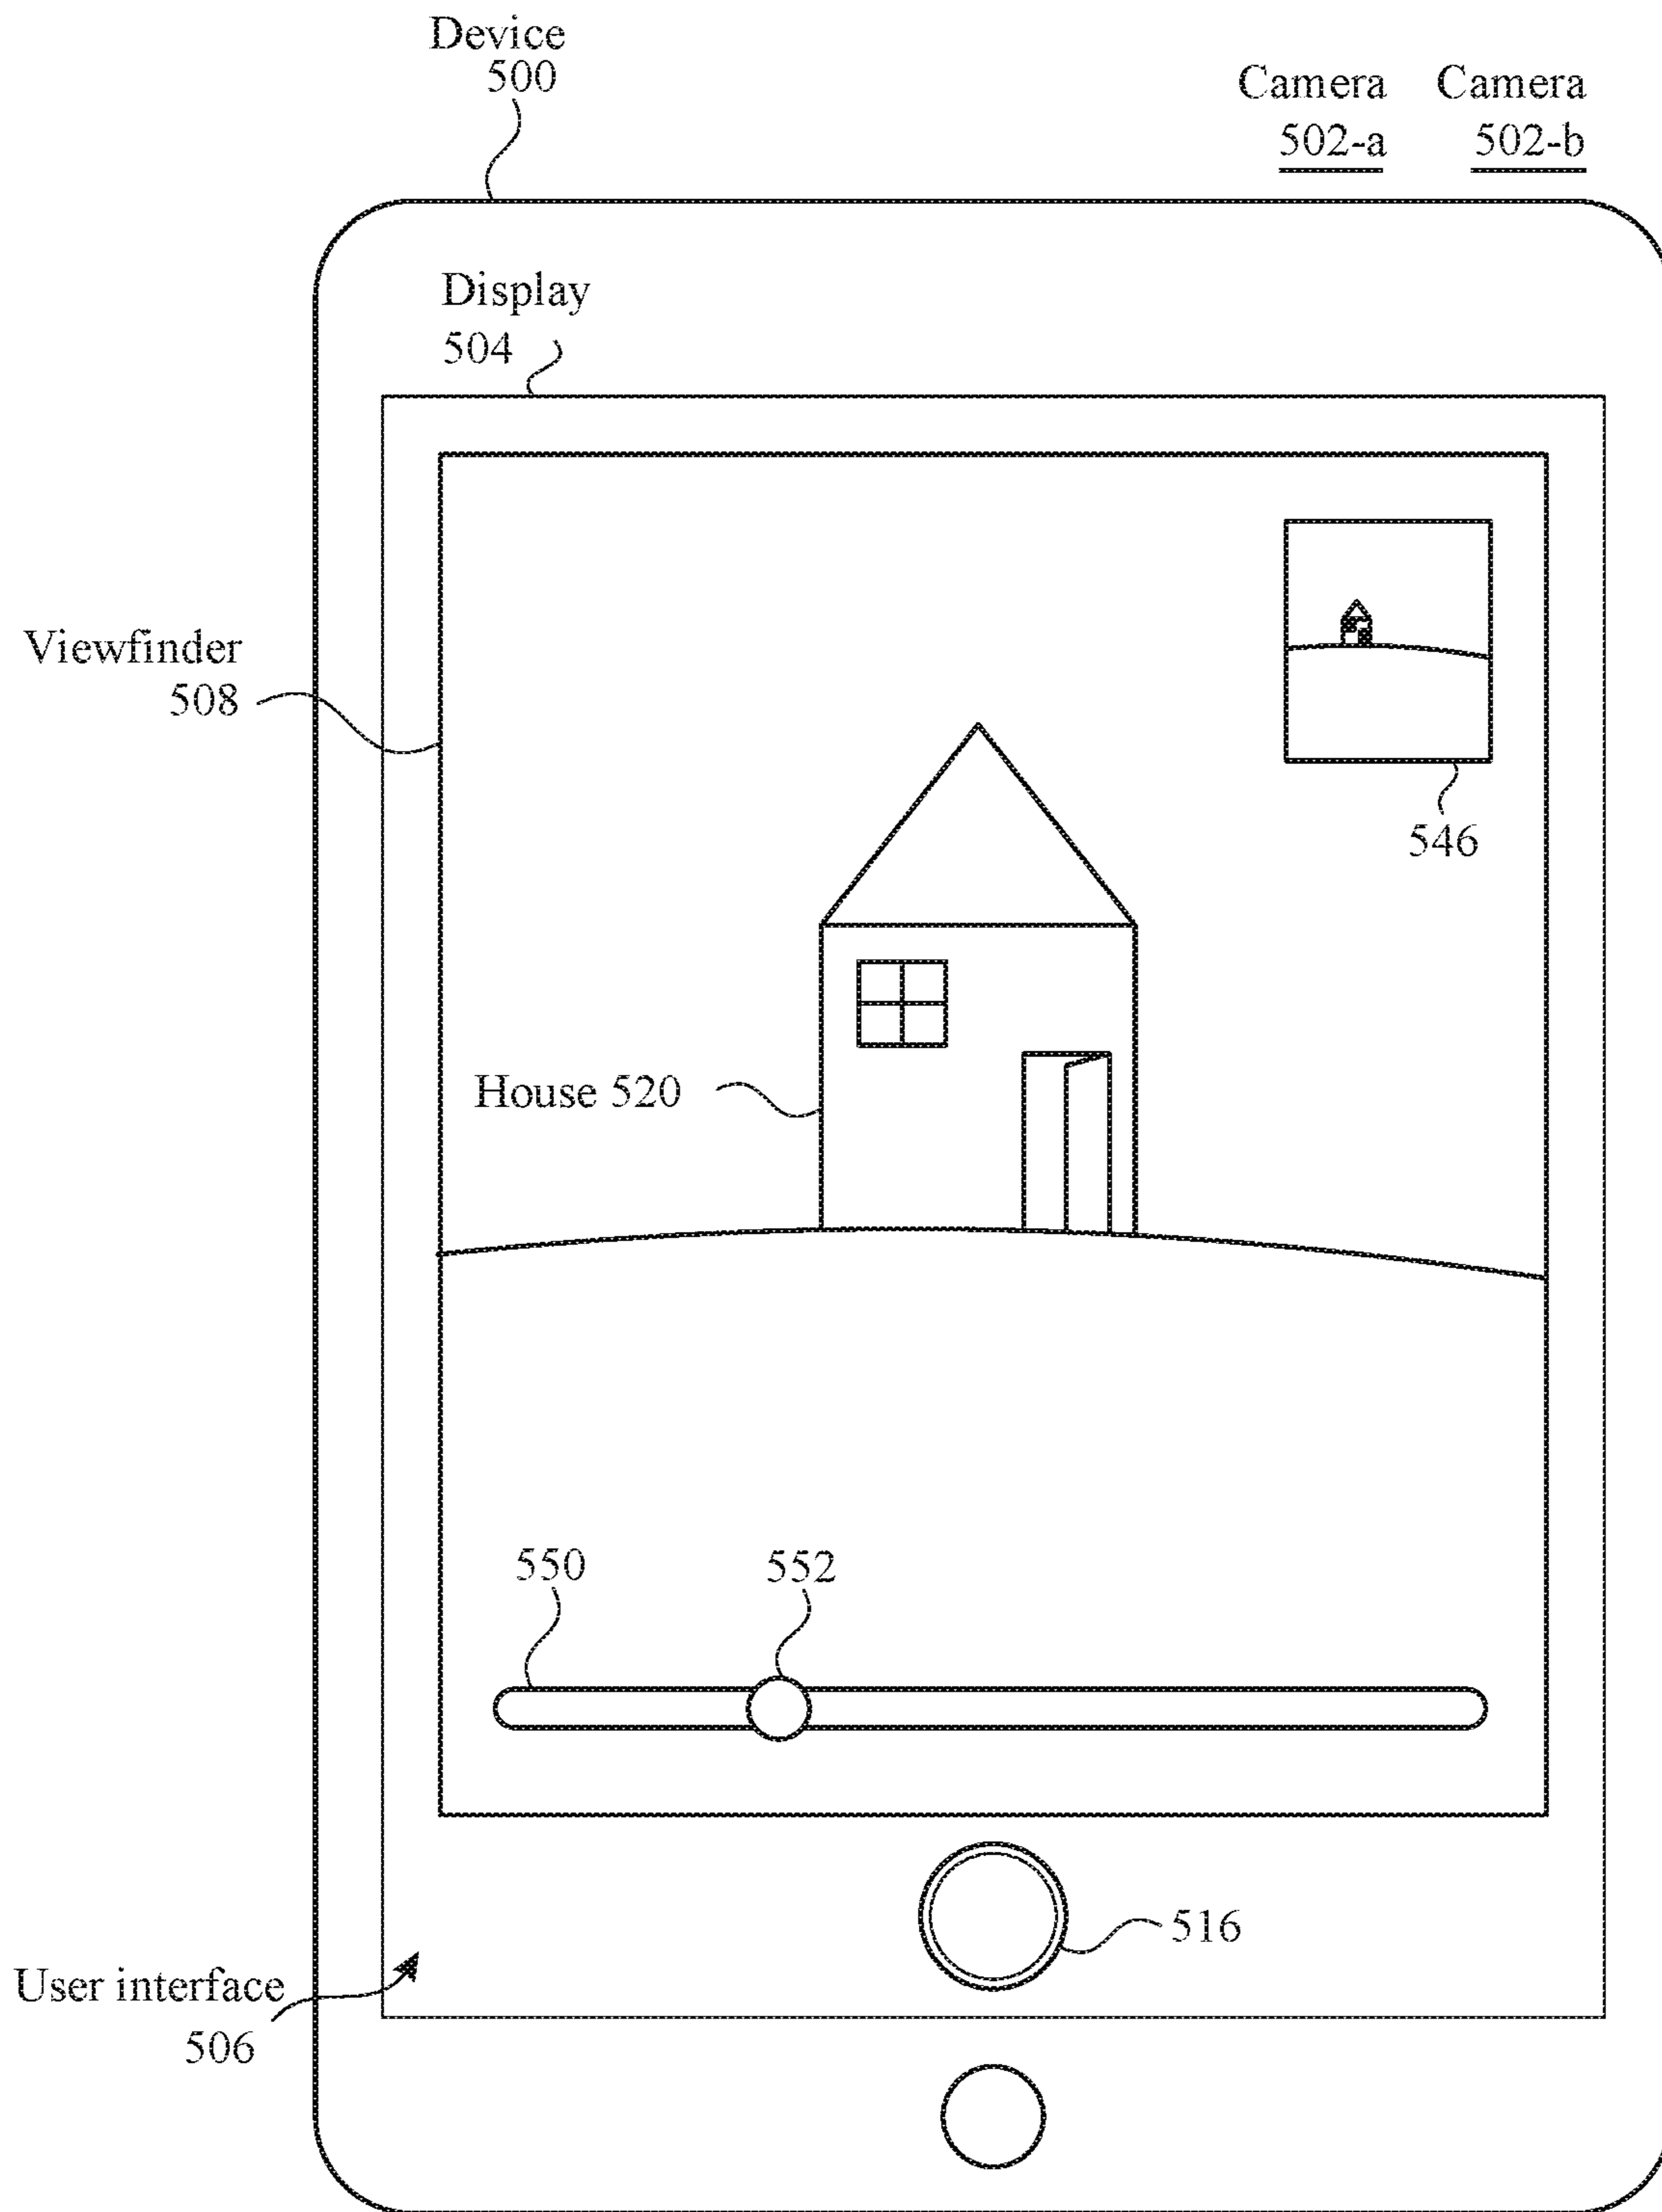 Device
500
Camera Camera
502-a 502-b
Display
504
Viewfinder
508
546
House 520
550 552
516
User interface
506